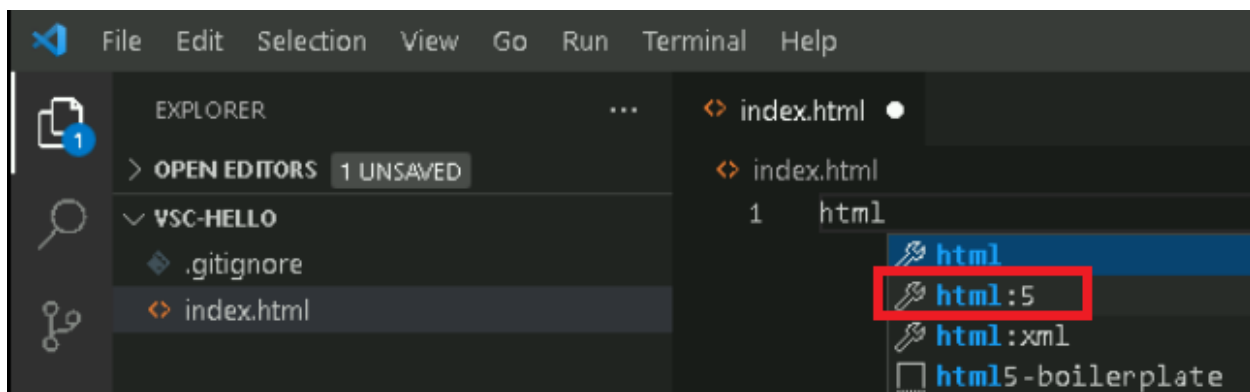 File Edit Selection View Go Run Terminal Help
EXPLORER ...
1
OPEN EDITORS 1 UNSAVED
VSC-HELLO
.gitignore
index.html
index.html
index.html
1 html
html
html:5
html:xml
html5-boilerplate